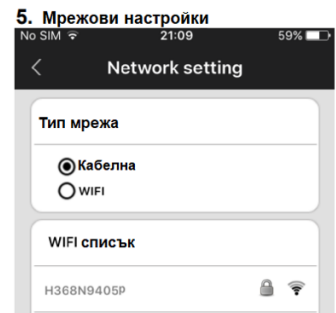 5. Мрежови настройки
No SIM 21:09 59%
Network setting
Тип мрежа
Кабелна
WIFI
WIFI списък
H368N9405P